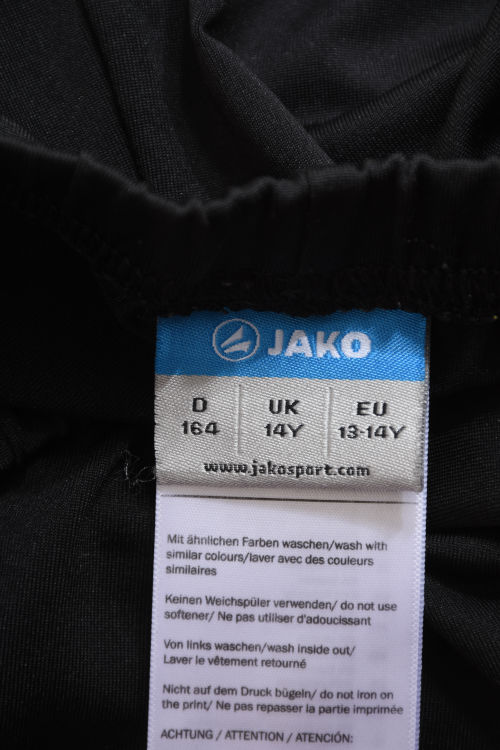 JAKO
D UK EU
164 14Y 13-14Y
www.jakosport.com
Mit ähnlichen Farben waschen/wash with
similar colours/laver avec des couleurs
similaires
Keinen Weichspüler verwenden/ do not use
softener/ Ne pas utiliser d'adoucissant
Von links waschen/wash inside out/
Laver le vêtement retourné
Nicht auf dem Druck bügeln/ do not iron on
the print/ Ne pas repasser la partie imprimée
ACHTUNG / ATTENTION / ATENCIÓN: